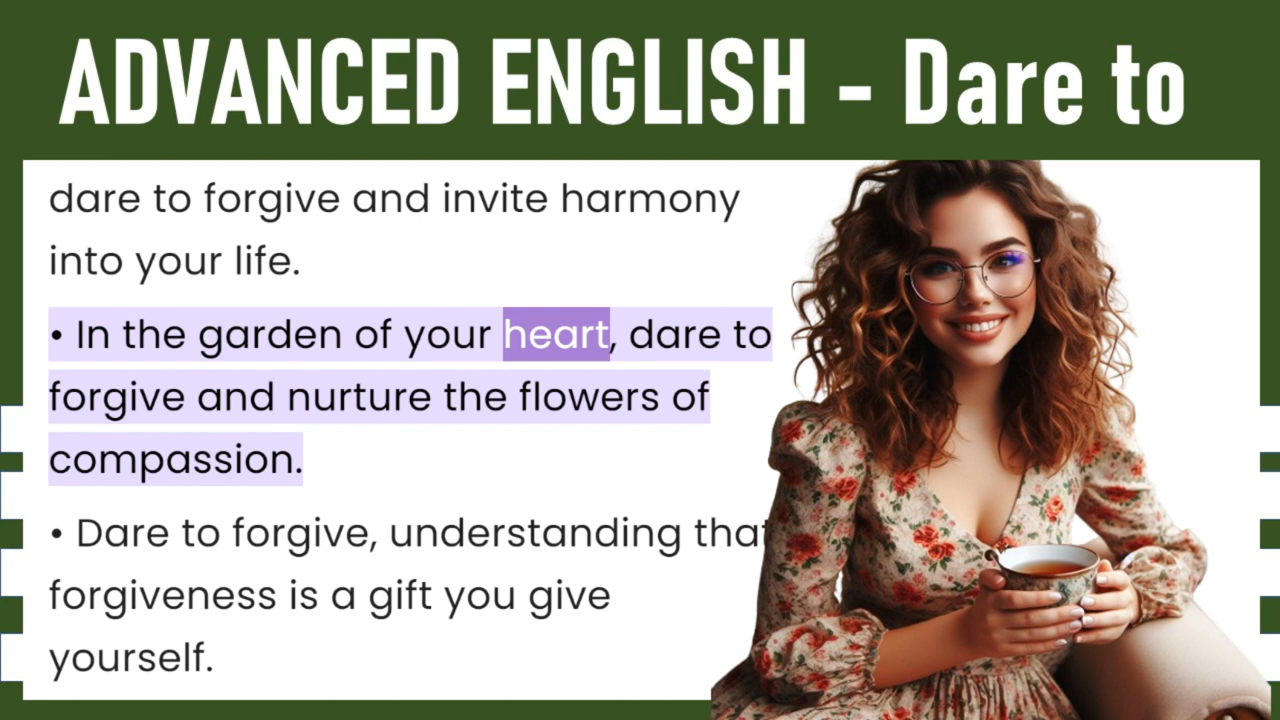 ADVANCED ENGLISH - Dare to
dare to forgive and invite harmony
into your life.
• In the garden of your heart, dare to
forgive and nurture the flowers of
compassion.
• Dare to forgive, understanding that
forgiveness is a gift you give
yourself.